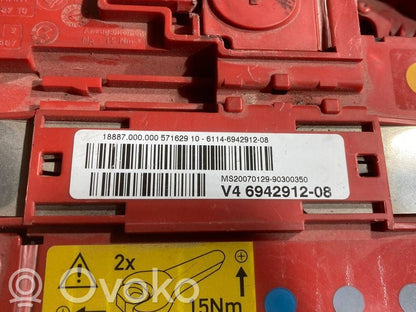 18887.000.000 571629 10 - 6114-6942912-08
MS20070129-90300350
V4 6942912-08
2x
15Nm
Ovoko